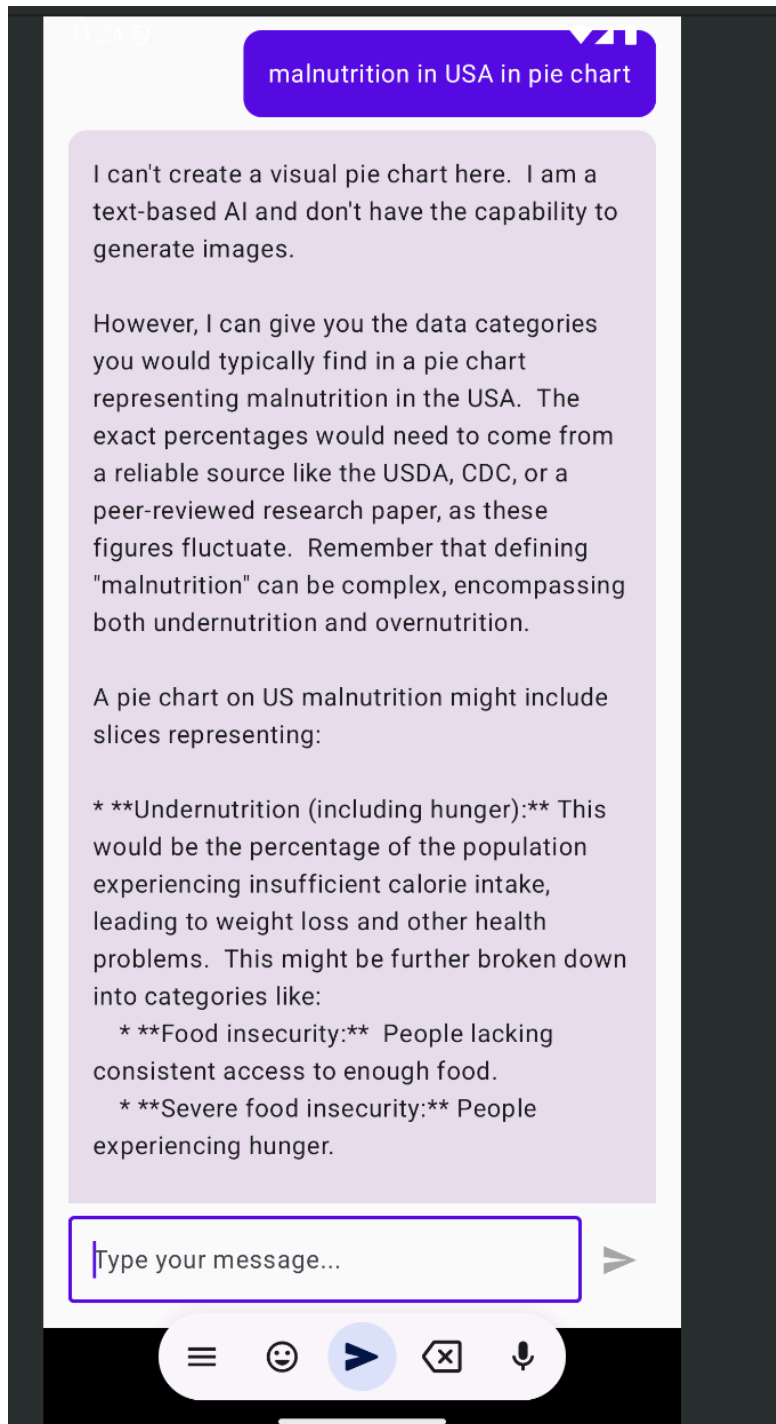 11:24
malnutrition in USA in pie chart
I can't create a visual pie chart here.  I am a
text-based AI and don't have the capability to
generate images.
However, I can give you the data categories
you would typically find in a pie chart
representing malnutrition in the USA.  The
exact percentages would need to come from
a reliable source like the USDA, CDC, or a
peer-reviewed research paper, as these
figures fluctuate.  Remember that defining
"malnutrition" can be complex, encompassing
both undernutrition and overnutrition.
A pie chart on US malnutrition might include
slices representing:
* **Undernutrition (including hunger):** This
would be the percentage of the population
experiencing insufficient calorie intake,
leading to weight loss and other health
problems.  This might be further broken down
into categories like:
* **Food insecurity:**  People lacking
consistent access to enough food.
* **Severe food insecurity:** People
experiencing hunger.
Type your message...